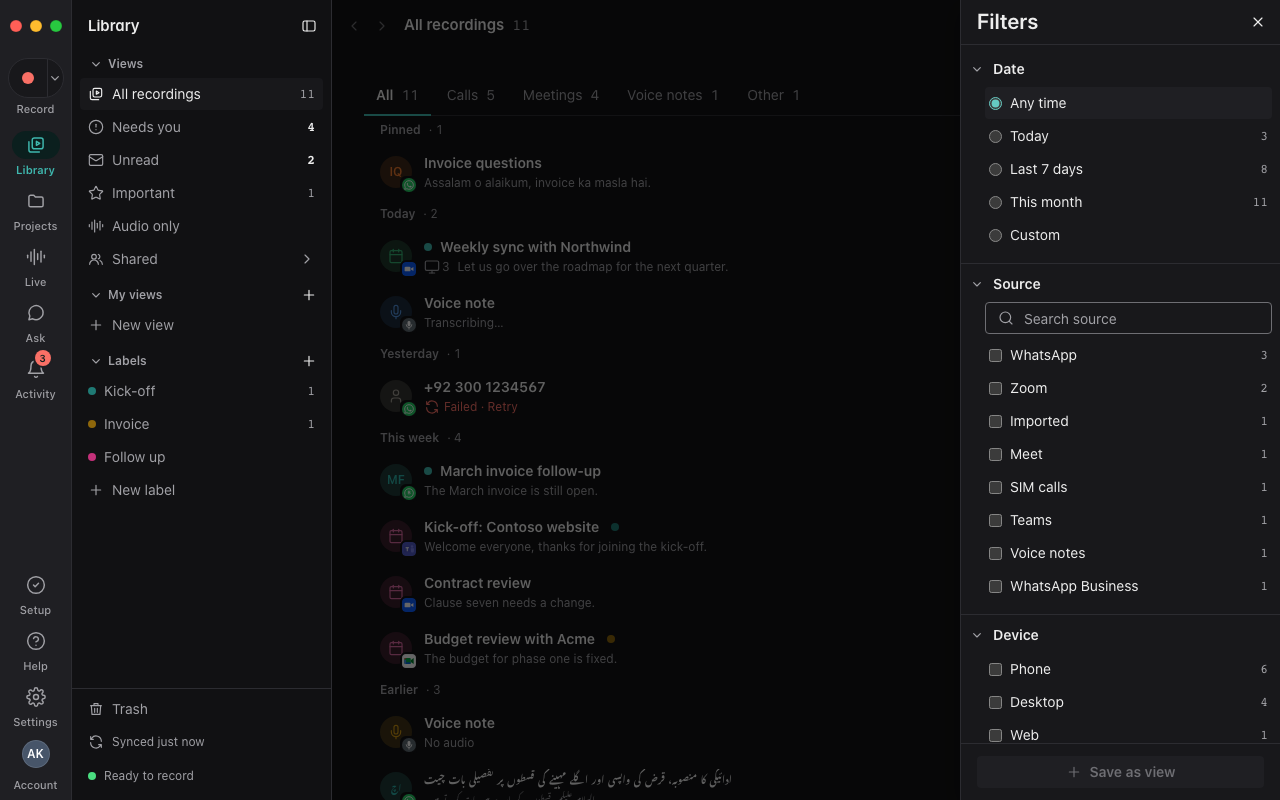 Library
Record
Library
Projects
Live
Ask
3
Activity
Setup
Help
Settings
AK
Account
Views
All recordings 11
Needs you 4
Unread 2
Important 1
Audio only
Shared
My views
New view
Labels
Kick-off 1
Invoice 1
Follow up
New label
Trash
Synced just now
Ready to record
All recordings 11
All 11 Calls 5 Meetings 4 Voice notes 1 Other 1
Pinned · 1
IQ Invoice questions
Assalam o alaikum, invoice ka masla hai.
Today · 2
Weekly sync with Northwind
3 Let us go over the roadmap for the next quarter.
Voice note
Transcribing...
Yesterday · 1
+92 300 1234567
Failed · Retry
This week · 4
MF March invoice follow-up
The March invoice is still open.
Kick-off: Contoso website
Welcome everyone, thanks for joining the kick-off.
Contract review
Clause seven needs a change.
Budget review with Acme
The budget for phase one is fixed.
Earlier · 3
Voice note
No audio
ادائیگی کا منصوبہ، قرض کی واپسی اور اگلے مہینے کی قسطوں پر تفصیلی بات چیت
Filters
Date
Any time
Today 3
Last 7 days 8
This month 11
Custom
Source
Search source
WhatsApp 3
Zoom 2
Imported 1
Meet 1
SIM calls 1
Teams 1
Voice notes 1
WhatsApp Business 1
Device
Phone 6
Desktop 4
Web 1
Save as view